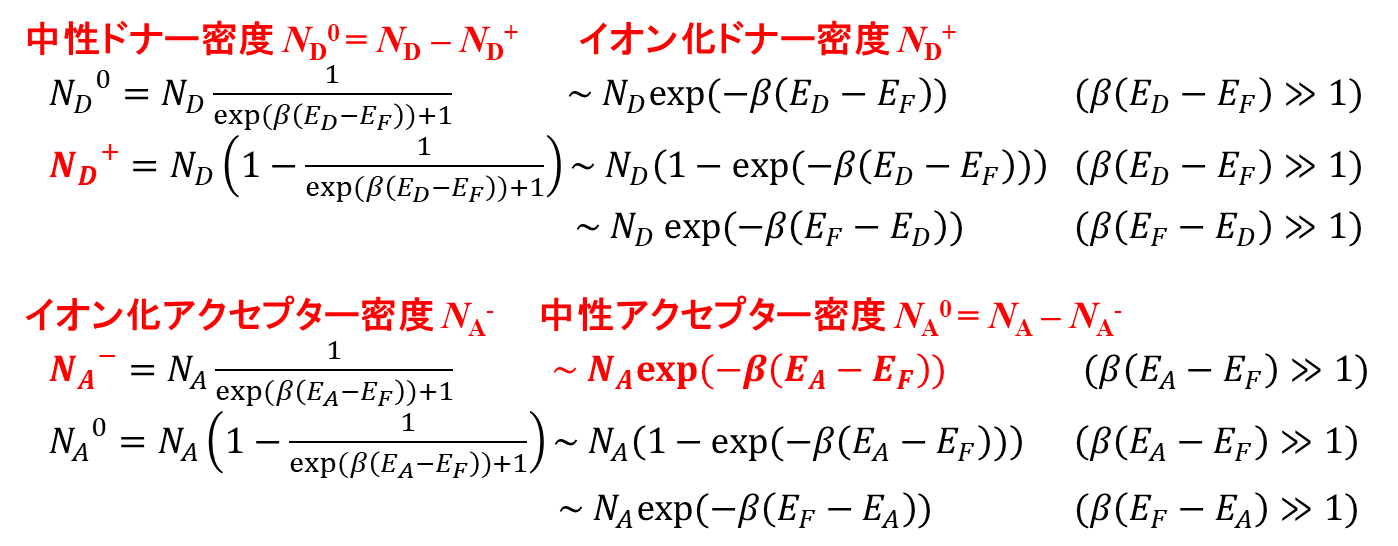 中性ドナー密度 N_D^0 = N_D – N_D^+ イオン化ドナー密度 N_D^+
N_D^0 = N_D \frac{1}{\exp(β(E_D−E_F))+1} ~ N_D exp(−β(E_D − E_F)) (β(E_D − E_F) ≫ 1)
N_D^+ = N_D (1 − \frac{1}{\exp(β(E_D−E_F))+1}) ~ N_D(1 − exp(−β(E_D − E_F))) (β(E_D − E_F) ≫ 1)
~ N_D exp(−β(E_F − E_D)) (β(E_F − E_D) ≫ 1)
イオン化アクセプター密度 N_A^- 中性アクセプター密度 N_A^0 = N_A – N_A^-
N_A^− = N_A \frac{1}{\exp(β(E_A−E_F))+1} ~ N_A exp(−β(E_A − E_F)) (β(E_A − E_F) ≫ 1)
N_A^0 = N_A (1 − \frac{1}{\exp(β(E_A−E_F))+1}) ~ N_A(1 − exp(−β(E_A − E_F))) (β(E_A − E_F) ≫ 1)
~ N_A exp(−β(E_F − E_A)) (β(E_F − E_A) ≫ 1)